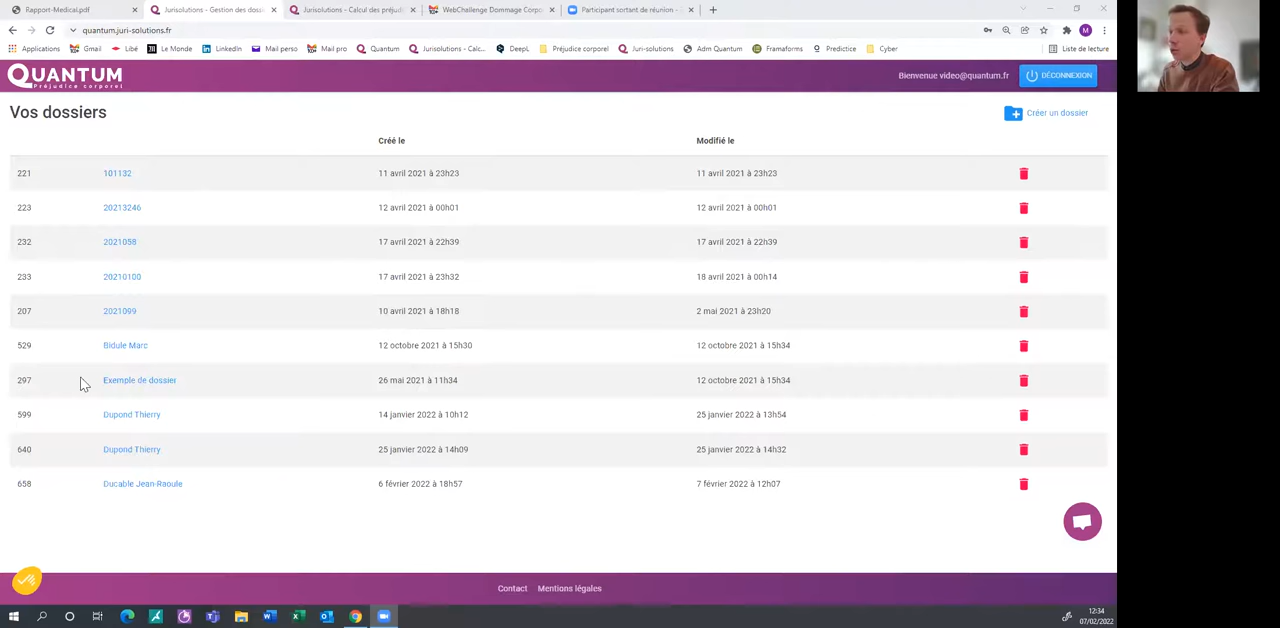 Rapport-Medical.pdf
Jurisolutions - Gestion des dossi
Jurisolutions - Calcul des préjud
WebChallenge Dommage Corpo
Participant sortant de réunion - Z
quantum.juri-solutions.fr
Applications
Gmail
Libé
Le Monde
LinkedIn
Mail perso
Mail pro
Quantum
Jurisolutions - Calc...
DeepL
Préjudice corporel
Juri-solutions
Adm Quantum
Framaforms
Predictice
Cyber
Liste de lecture
QUANTUM
Préjudice corporel
Bienvenue video@quantum.fr
DÉCONNEXION
Vos dossiers
Créer un dossier
Créé le Modifié le
221 101132 11 avril 2021 à 23h23 11 avril 2021 à 23h23
223 20213246 12 avril 2021 à 00h01 12 avril 2021 à 00h01
232 2021058 17 avril 2021 à 22h39 17 avril 2021 à 22h39
233 20210100 17 avril 2021 à 23h32 18 avril 2021 à 00h14
207 2021099 10 avril 2021 à 18h18 2 mai 2021 à 23h20
529 Bidule Marc 12 octobre 2021 à 15h30 12 octobre 2021 à 15h34
297 Exemple de dossier 26 mai 2021 à 11h34 12 octobre 2021 à 15h34
599 Dupond Thierry 14 janvier 2022 à 10h12 25 janvier 2022 à 13h54
640 Dupond Thierry 25 janvier 2022 à 14h09 25 janvier 2022 à 14h32
658 Ducable Jean-Raoule 6 février 2022 à 18h57 7 février 2022 à 12h07
Contact Mentions légales
12:34
07/02/2022